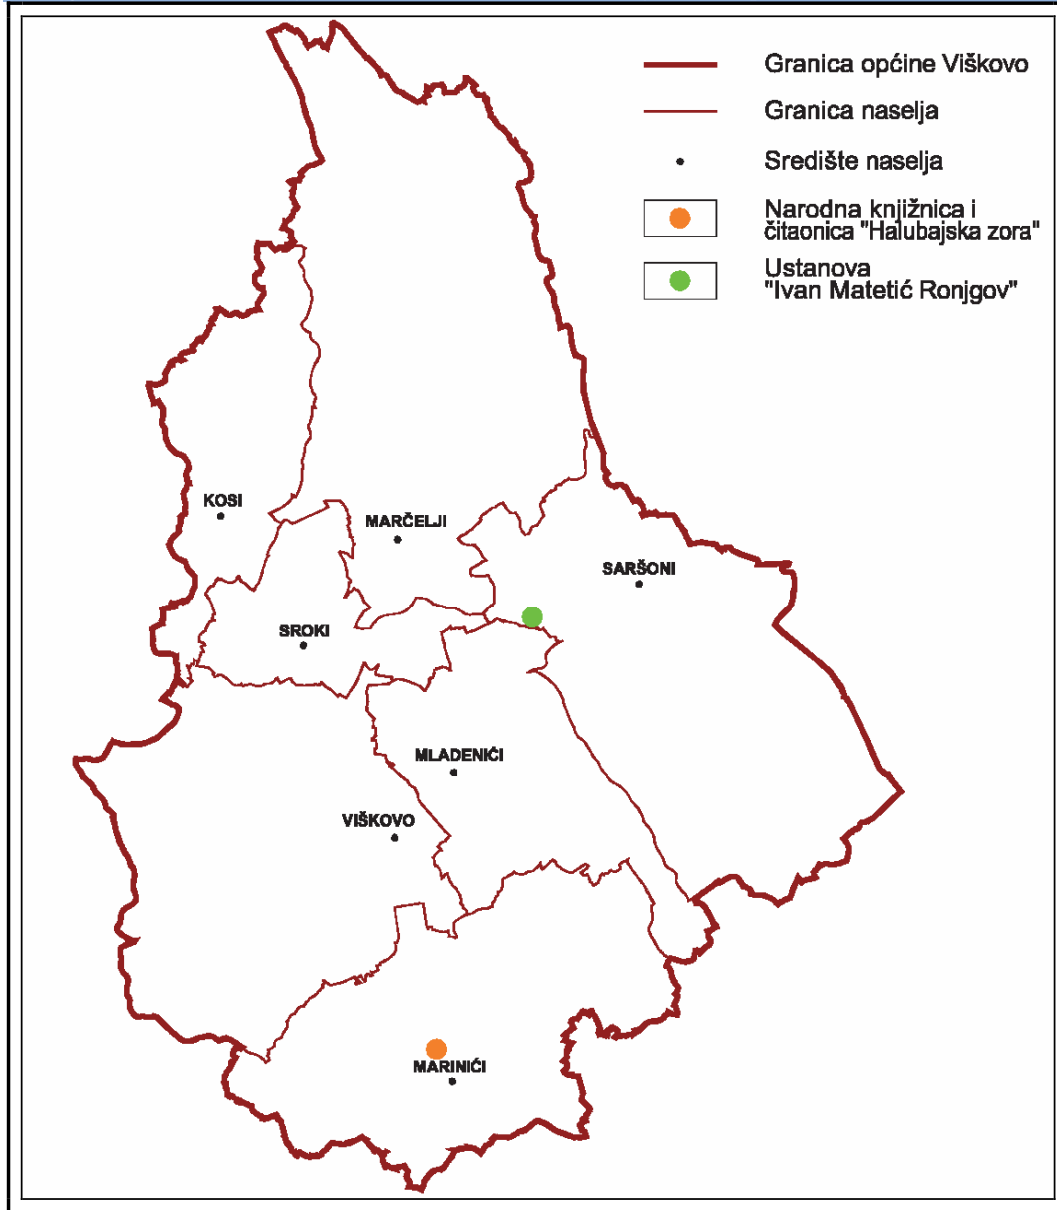 Granica općine Viškovo
Granica naselja
Središte naselja
Narodna knjižnica i
čitaonica "Halubajska zora"
Ustanova
"Ivan Matetić Ronjgov"
KOSI
MARČELJI
SARŠONI
SROKI
MLADENIĆI
VIŠKOVO
MARINIĆI